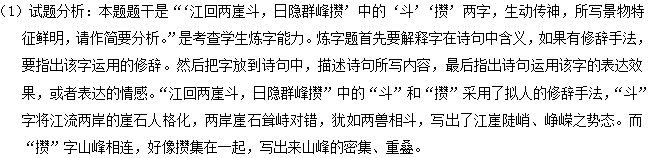 （1）试题分析：本题题干是“‘江回两崖斗，日隐群峰攒’中的‘斗’‘攒’两字，生动传神，所写景物特
征鲜明，请作简要分析。”是考查学生炼字能力。炼字题首先要解释字在诗句中含义，如果有修辞手法，
要指出该字运用的修辞。然后把字放到诗句中，描述诗句所写内容，最后指出诗句运用该字的表达效
果，或者表达的情感。“江回两崖斗，日隐群峰攒”中的“斗”和“攒”采用了拟人的修辞手法，“斗”
字将江流两岸的崖石人格化，两岸崖石耸峙对错，犹如两兽相斗，写出了江崖陡峭、峥嵘之势态。而
“攒”字山峰相连，好像攒集在一起，写出来山峰的密集、重叠。